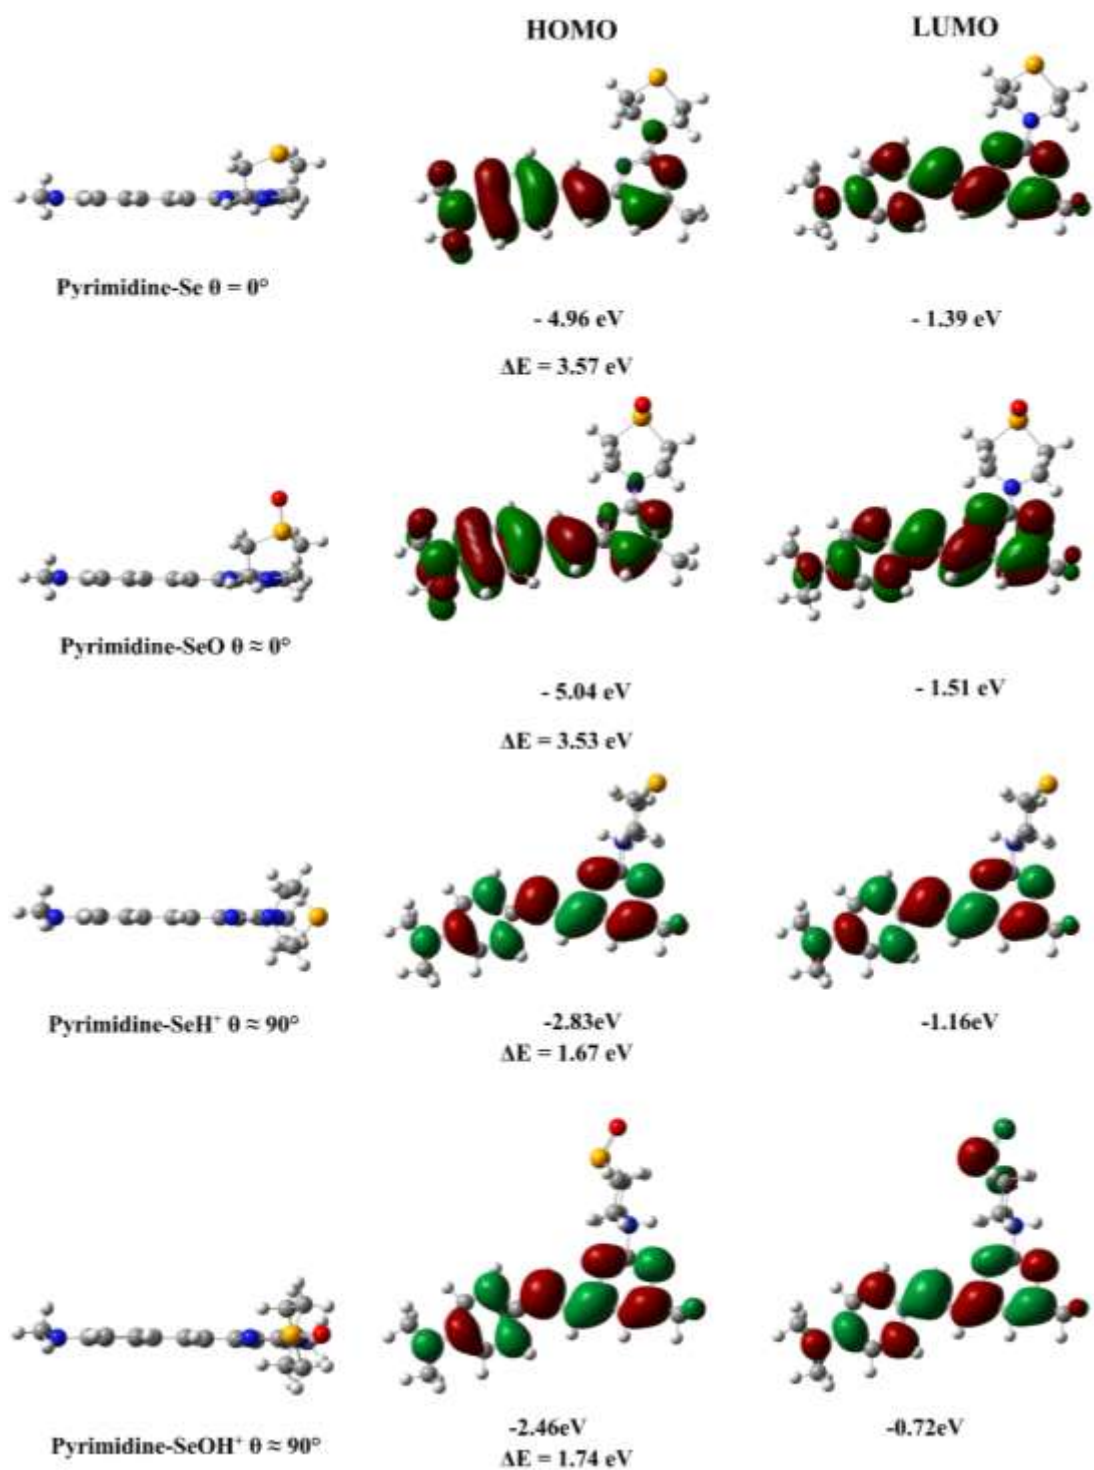 HOMO LUMO
Pyrimidine-Se θ = 0°
- 4.96 eV - 1.39 eV
ΔE = 3.57 eV
Pyrimidine-SeO θ ≈ 0°
- 5.04 eV - 1.51 eV
ΔE = 3.53 eV
Pyrimidine-SeH⁺ θ ≈ 90°
-2.83eV -1.16eV
ΔE = 1.67 eV
-2.46eV -0.72eV
Pyrimidine-SeOH⁺ θ ≈ 90°
ΔE = 1.74 eV